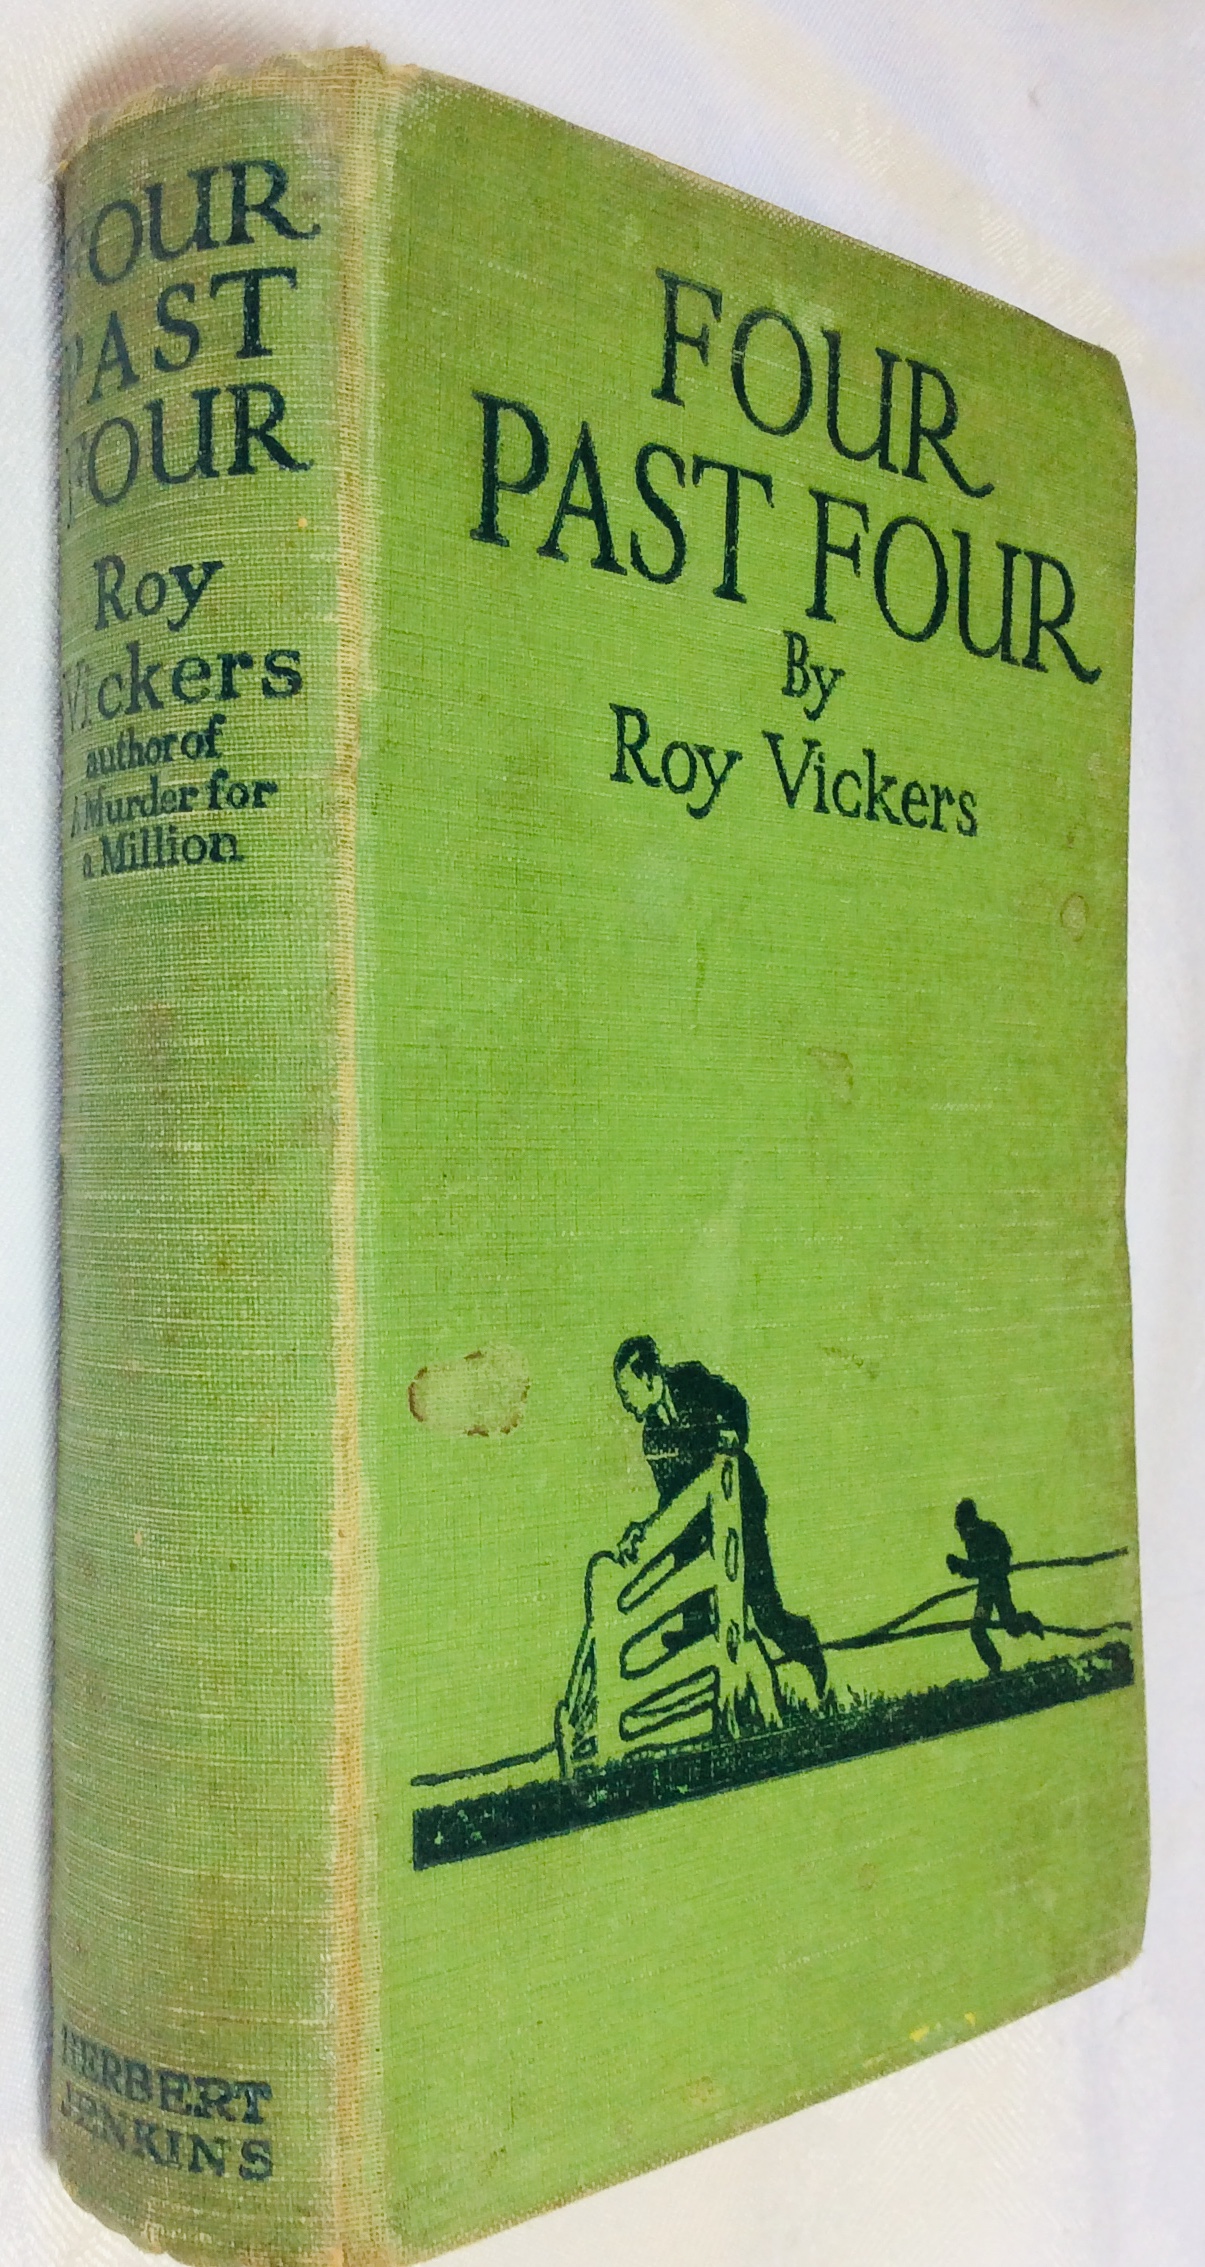 FOUR
PAST
FOUR
Roy
Vickers
author of
A Murder for
a Million
HERBERT
JENKINS
FOUR
PAST FOUR
By
Roy Vickers